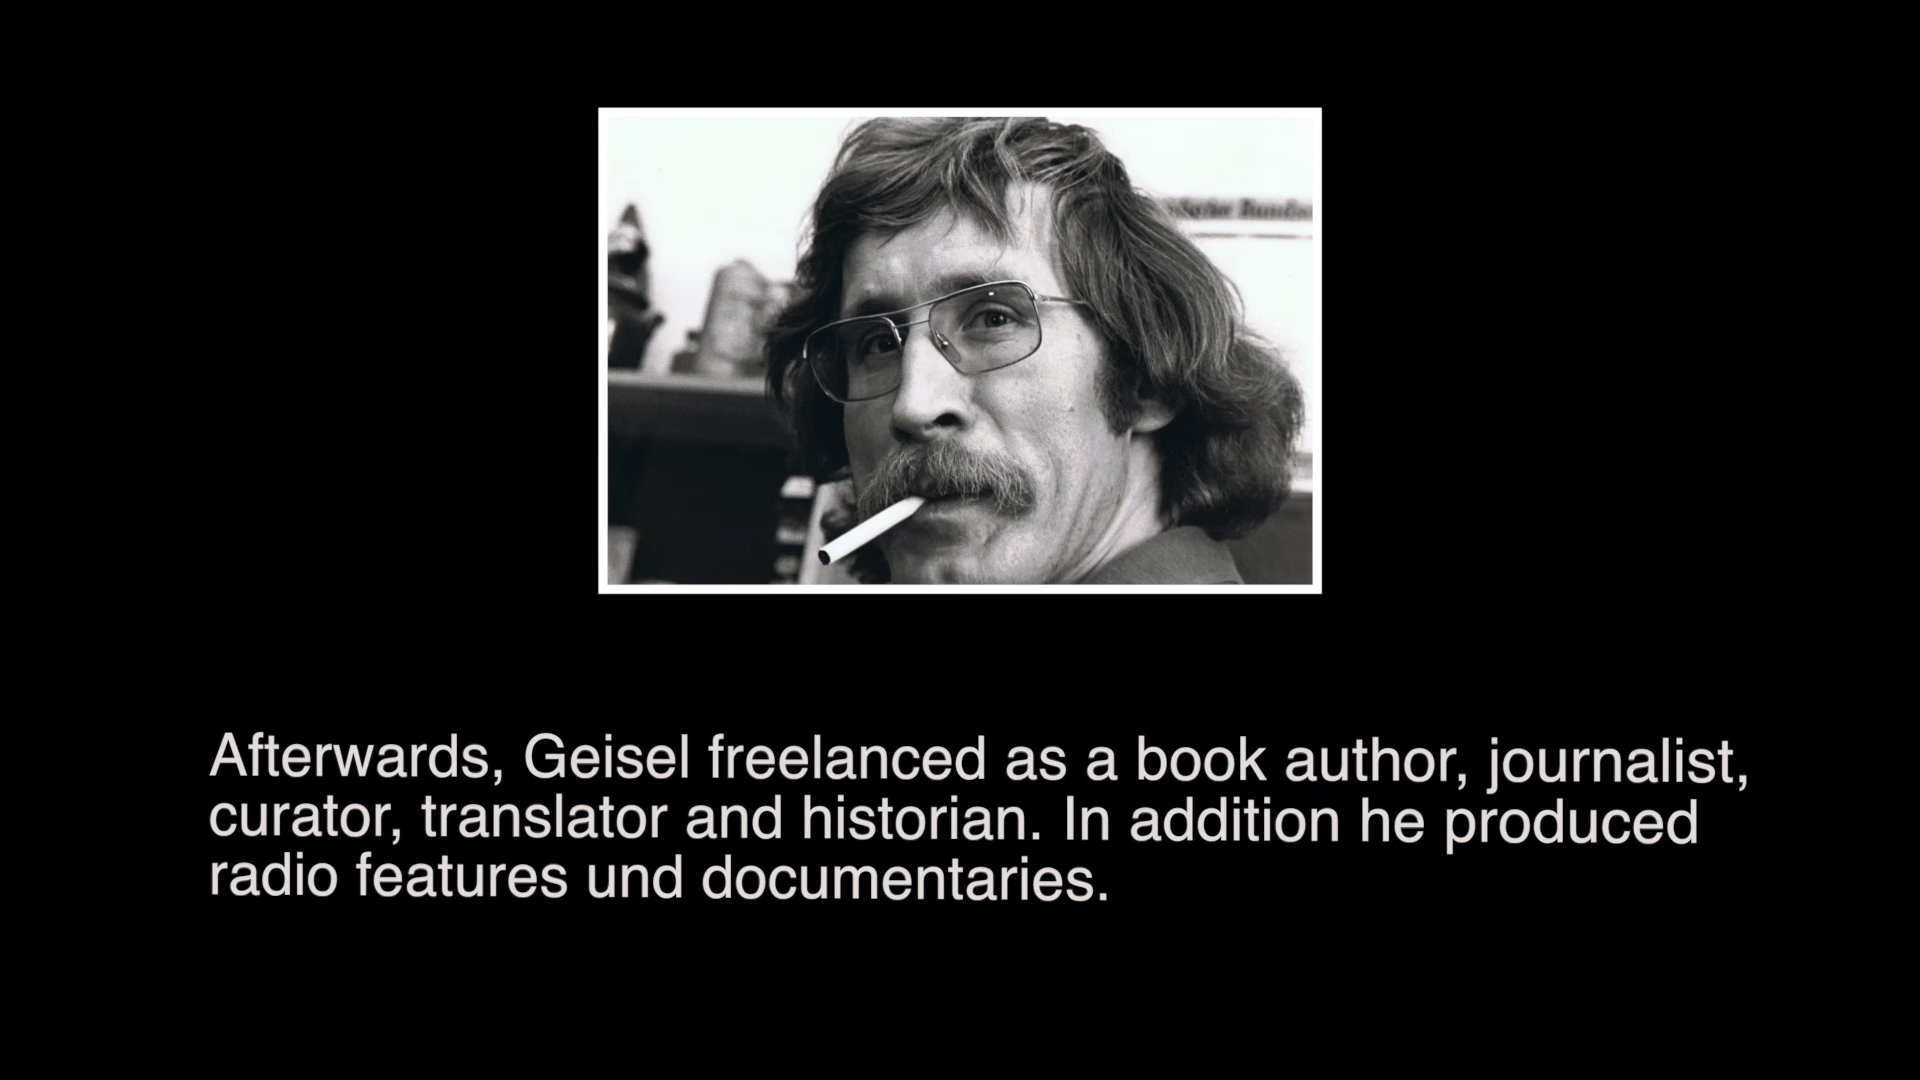 Afterwards, Geisel freelanced as a book author, journalist,
curator, translator and historian. In addition he produced
radio features und documentaries.